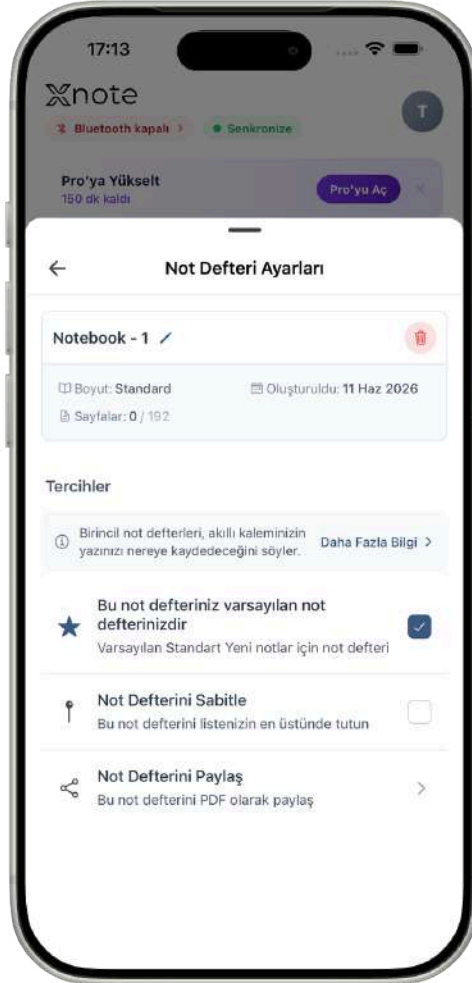 17:13
Xnote
Bluetooth kapalı
Senkronize
T
Pro'ya Yükselt
150 dk kaldı
Pro'yu Aç
Not Defteri Ayarları
Notebook - 1
Boyut: Standard
Oluşturuldu: 11 Haz 2026
Sayfalar: 0 / 192
Tercihler
Birincil not defterleri, akıllı kaleminizin
yazınızı nereye kaydedeceğini söyler.
Daha Fazla Bilgi
Bu not defteriniz varsayılan not
defterinizdir
Varsayılan Standart Yeni notlar için not defteri
Not Defterini Sabitle
Bu not defterini listenizin en üstünde tutun
Not Defterini Paylaş
Bu not defterini PDF olarak paylaş